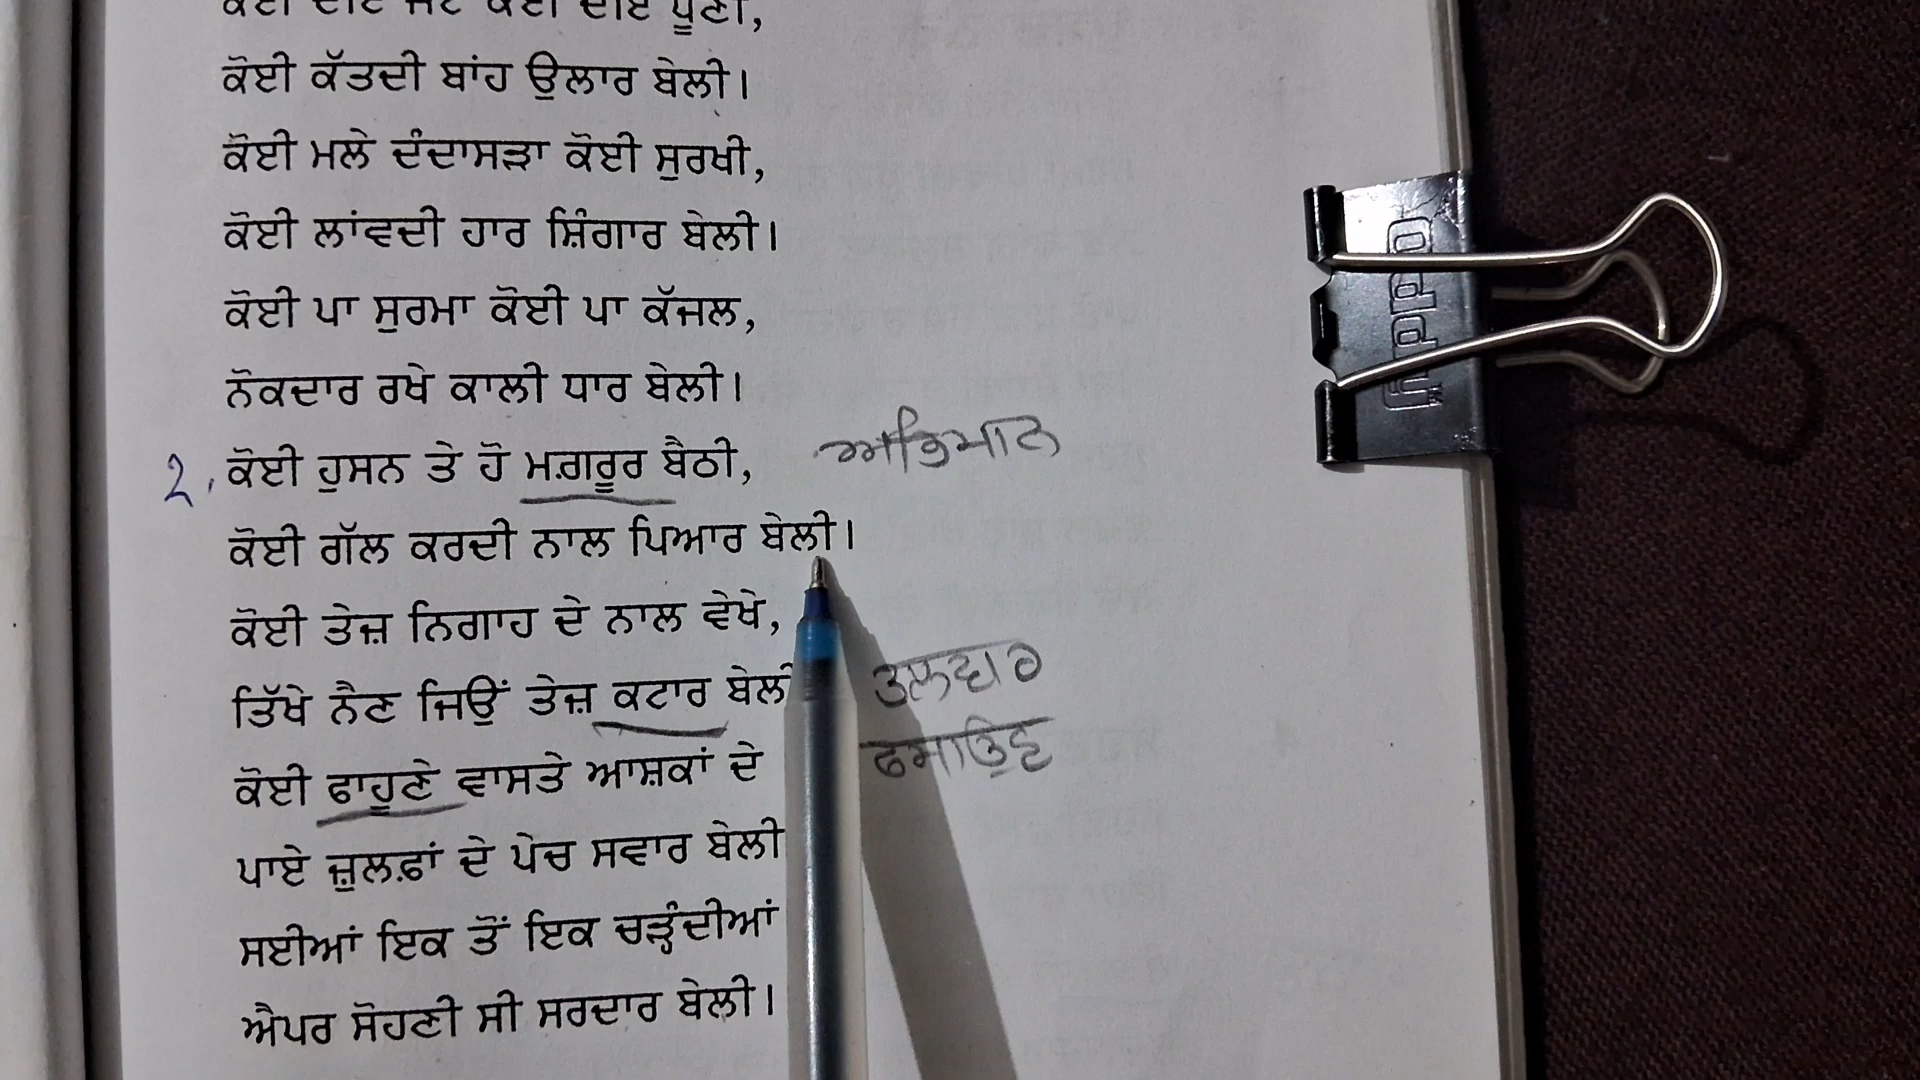 ਕੋਈ ਕੱਤਦੀ ਬਾਂਹ ਉਲਾਰ ਬੇਲੀ।
ਕੋਈ ਮਲੇ ਦੰਦਾਸੜਾ ਕੋਈ ਸੁਰਖੀ,
ਕੋਈ ਲਾਂਵਦੀ ਹਾਰ ਸ਼ਿੰਗਾਰ ਬੇਲੀ।
ਕੋਈ ਪਾ ਸੁਰਮਾ ਕੋਈ ਪਾ ਕੱਜਲ,
ਨੋਕਦਾਰ ਰਖੇ ਕਾਲੀ ਧਾਰ ਬੇਲੀ।
2. ਕੋਈ ਹੁਸਨ ਤੇ ਹੋ ਮਗ਼ਰੂਰ ਬੈਠੀ, ਅਭਿਮਾਨ
ਕੋਈ ਗੱਲ ਕਰਦੀ ਨਾਲ ਪਿਆਰ ਬੇਲੀ।
ਕੋਈ ਤੇਜ਼ ਨਿਗਾਹ ਦੇ ਨਾਲ ਵੇਖੇ,
ਤਿੱਖੇ ਨੈਣ ਜਿਉਂ ਤੇਜ਼ ਕਟਾਰ ਬੇਲੀ ਤਲਵਾਰ
ਕੋਈ ਫਾਹੂਣੇ ਵਾਸਤੇ ਆਸ਼ਕਾਂ ਦੇ ਫਸਾਉਣ
ਪਾਏ ਜ਼ੁਲਫ਼ਾਂ ਦੇ ਪੇਚ ਸਵਾਰ ਬੇਲੀ
ਸਈਆਂ ਇਕ ਤੋਂ ਇਕ ਚੜ੍ਹੰਦੀਆਂ
ਐਪਰ ਸੋਹਣੀ ਸੀ ਸਰਦਾਰ ਬੇਲੀ।